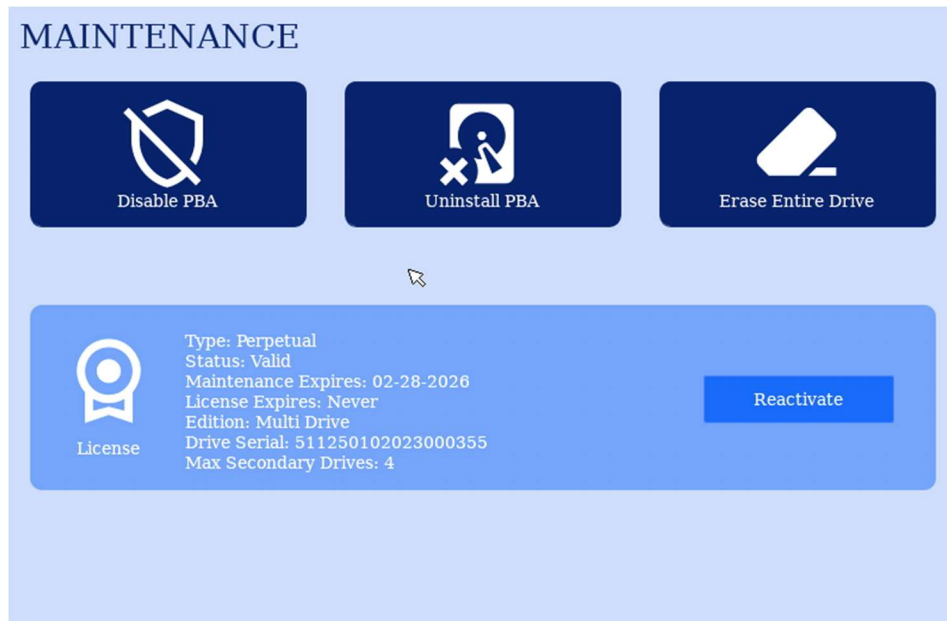 MAINTENANCE
Disable PBA
Uninstall PBA
Erase Entire Drive
Type: Perpetual
Status: Valid
Maintenance Expires: 02-28-2026
License Expires: Never
Edition: Multi Drive
Drive Serial: 511250102023000355
Max Secondary Drives: 4
License
Reactivate